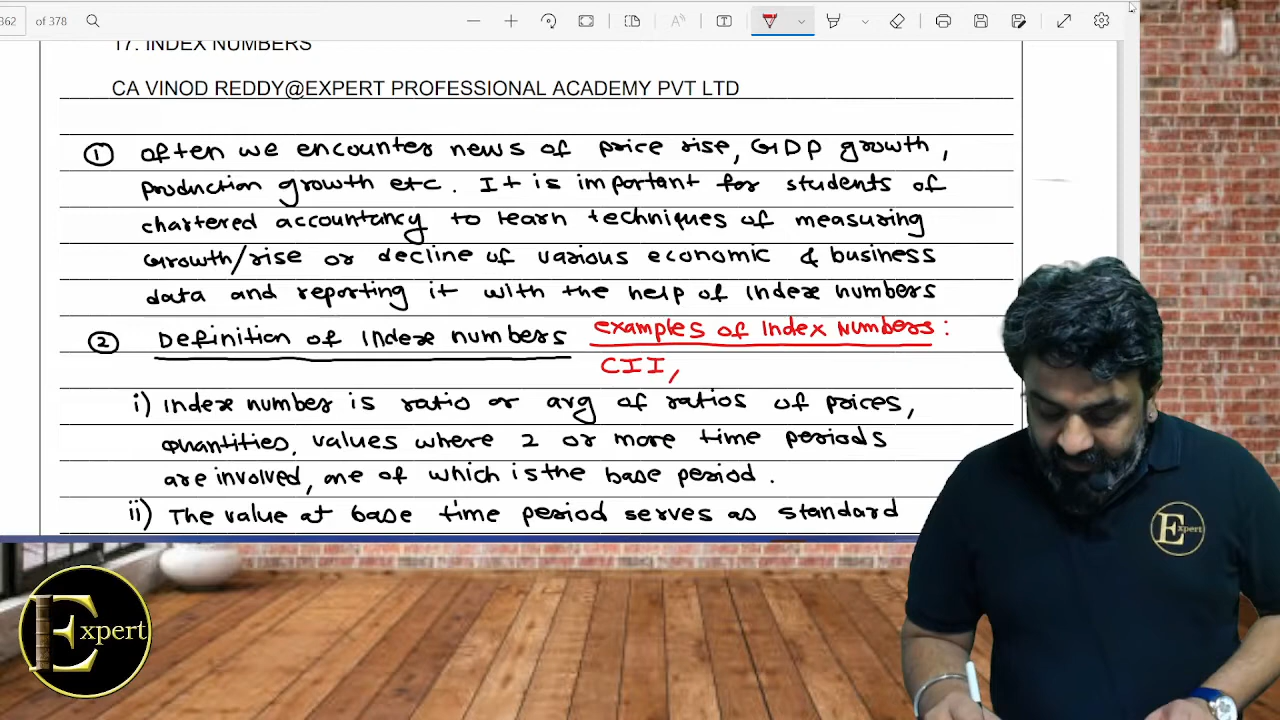 362 of 378
17. INDEX NUMBERS
CA VINOD REDDY@EXPERT PROFESSIONAL ACADEMY PVT LTD
① often we encounter news of price rise, GDP growth,
production growth etc. It is important for students of
chartered accountancy to learn techniques of measuring
Growth/rise or decline of various economic & business
data and reporting it with the help of Index numbers
② Definition of Index numbers examples of Index Numbers:
CII,
i) Index number is ratio or avg of ratios of prices,
quantities, values where 2 or more time periods
are involved, one of which is the base period.
ii) The value at base time period serves as standard
Expert
Expert